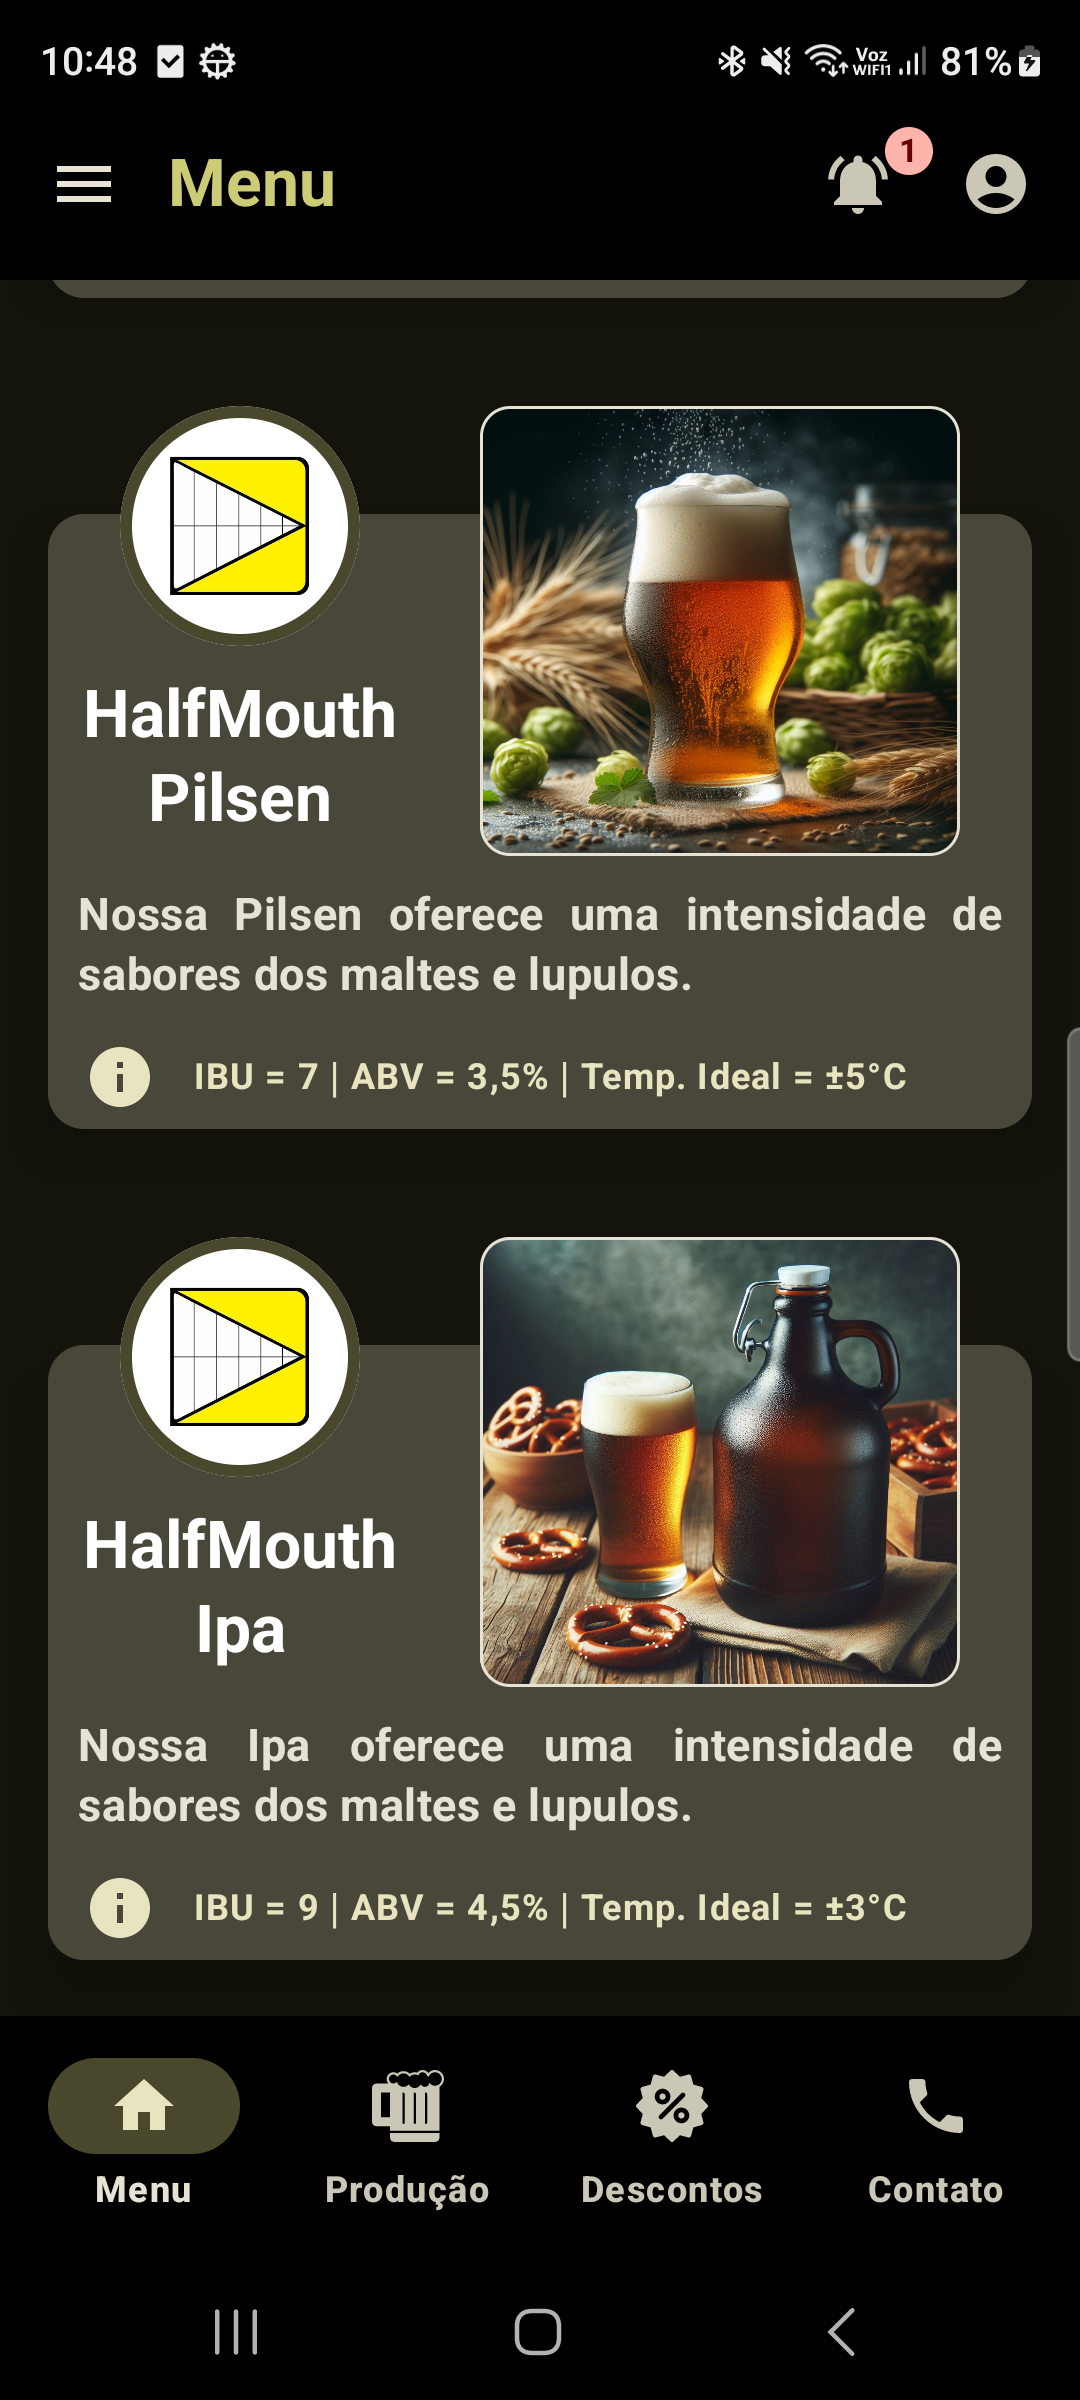 10:48
Voz
WIFI1
81%
Menu
1
HalfMouth
Pilsen
Nossa Pilsen oferece uma intensidade de
sabores dos maltes e lupulos.
IBU = 7 | ABV = 3,5% | Temp. Ideal = ±5°C
HalfMouth
Ipa
Nossa Ipa oferece uma intensidade de
sabores dos maltes e lupulos.
IBU = 9 | ABV = 4,5% | Temp. Ideal = ±3°C
Menu
Produção
Descontos
Contato